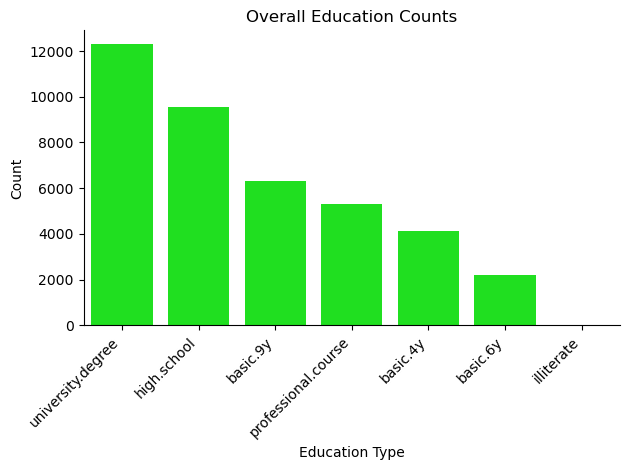 Overall Education Counts
Count
12000
10000
8000
6000
4000
2000
0
university.degree
high.school
basic.9y
professional.course
basic.4y
basic.6y
illiterate
Education Type